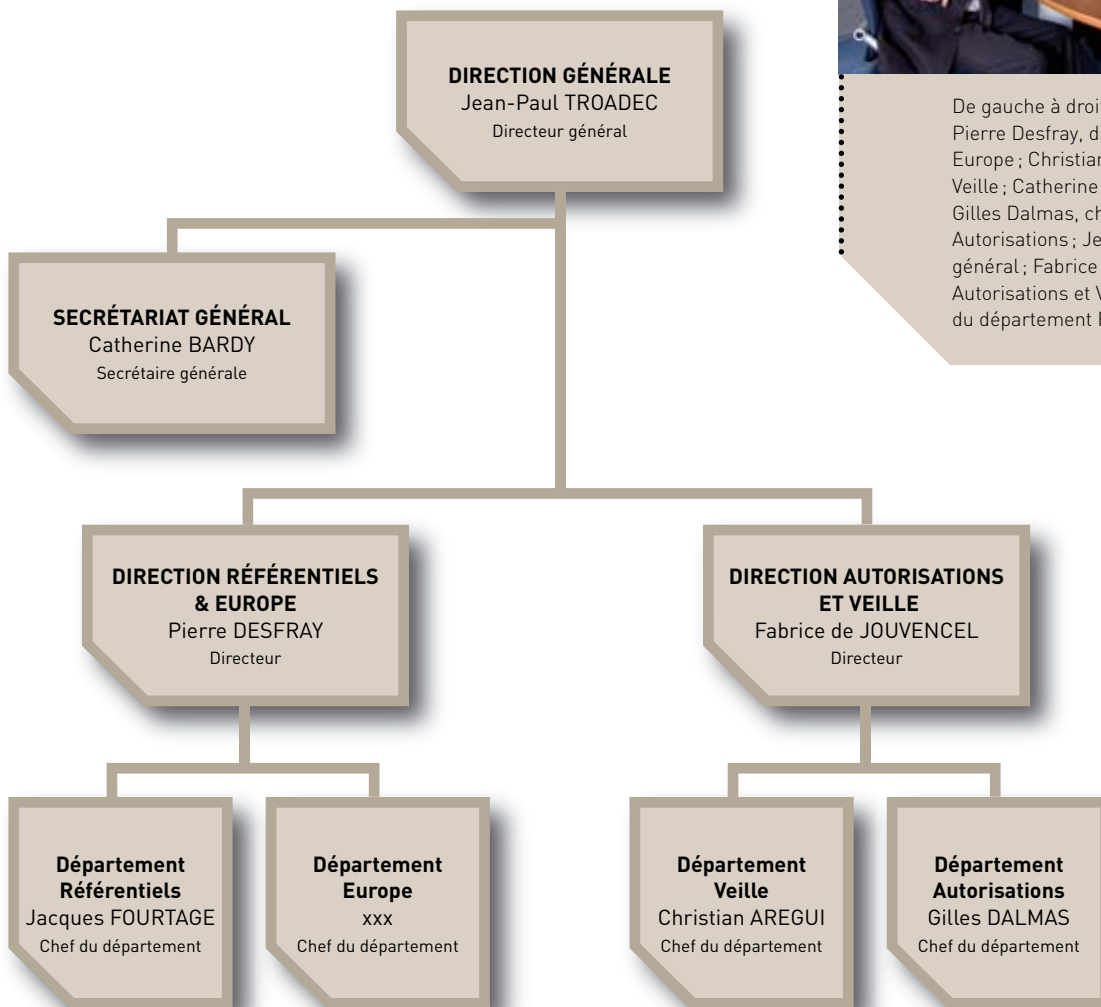 DIRECTION GÉNÉRALE
Jean-Paul TROADEC
Directeur général
De gauche à droi
Pierre Desfray, d
Europe ; Christian
Veille ; Catherine
Gilles Dalmas, ch
Autorisations ; Je
général ; Fabrice
Autorisations et V
du département
SECRÉTARIAT GÉNÉRAL
Catherine BARDY
Secrétaire générale
DIRECTION RÉFÉRENTIELS
& EUROPE
Pierre DESFRAY
Directeur
DIRECTION AUTORISATIONS
ET VEILLE
Fabrice de JOUVENCEL
Directeur
Département
Référentiels
Jacques FOURTAGE
Chef du département
Département
Europe
xxx
Chef du département
Département
Veille
Christian AREGUI
Chef du département
Département
Autorisations
Gilles DALMAS
Chef du département